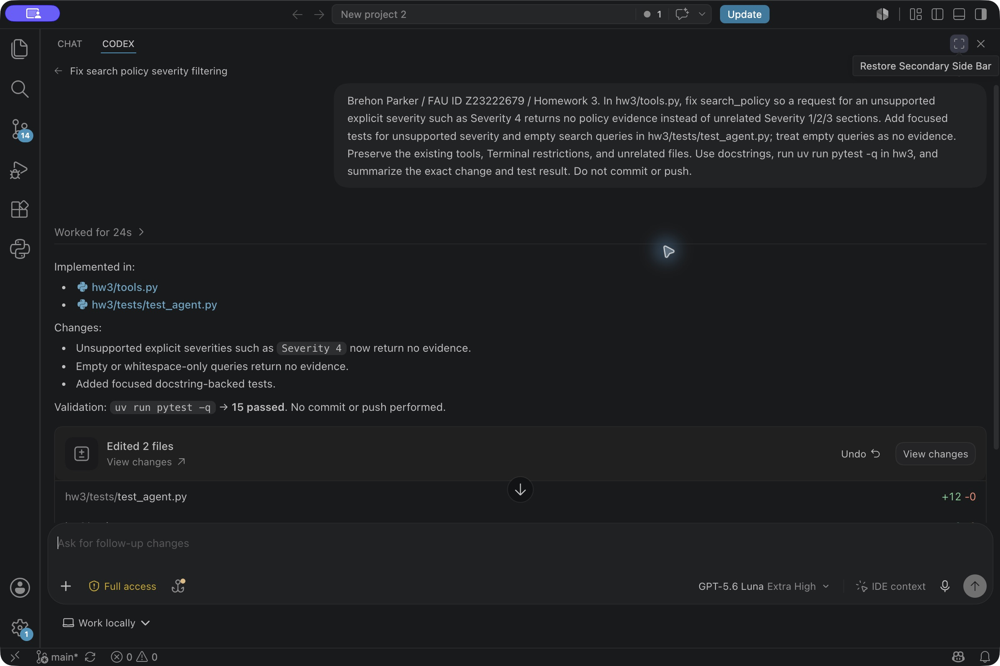 New project 2
1
Update
CHAT
CODEX
Restore Secondary Side Bar
Fix search policy severity filtering
Brehon Parker / FAU ID Z23222679 / Homework 3. In hw3/tools.py, fix search_policy so a request for an unsupported
explicit severity such as Severity 4 returns no policy evidence instead of unrelated Severity 1/2/3 sections. Add focused
tests for unsupported severity and empty search queries in hw3/tests/test_agent.py; treat empty queries as no evidence.
Preserve the existing tools, Terminal restrictions, and unrelated files. Use docstrings, run uv run pytest -q in hw3, and
summarize the exact change and test result. Do not commit or push.
14
Worked for 24s
Implemented in:
hw3/tools.py
hw3/tests/test_agent.py
Changes:
• Unsupported explicit severities such as Severity 4 now return no evidence.
• Empty or whitespace-only queries return no evidence.
• Added focused docstring-backed tests.
Validation: uv run pytest -q → 15 passed. No commit or push performed.
Edited 2 files
View changes
Undo
View changes
hw3/tests/test_agent.py
+12 -0
Ask for follow-up changes
Full access
GPT-5.6 Luna Extra High
IDE context
Work locally
1
main*
0
0